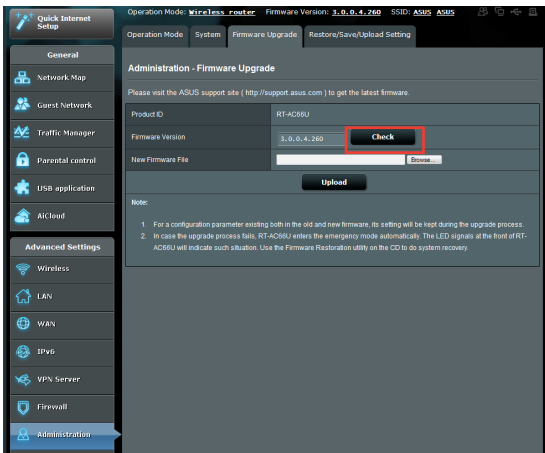 Quick Internet
Setup
Operation Mode: Wireless router Firmware Version: 3.0.0.4.260 SSID: ASUS ASUS
Operation Mode System Firmware Upgrade Restore/Save/Upload Setting
General
Network Map
Guest Network
Traffic Manager
Parental control
USB application
AiCloud
Advanced Settings
Wireless
LAN
WAN
IPv6
VPN Server
Firewall
Administration
Administration - Firmware Upgrade
Please visit the ASUS support site ( http://support.asus.com ) to get the latest firmware.
Product ID RT-AC66U
Firmware Version 3.0.0.4.260 Check
New Firmware File Browse...
Upload
Note:
1. For a configuration parameter existing both in the old and new firmware, its setting will be kept during the upgrade process.
2. In case the upgrade process fails, RT-AC66U enters the emergency mode automatically. The LED signals at the front of RT-
AC66U will indicate such situation. Use the Firmware Restoration utility on the CD to do system recovery.